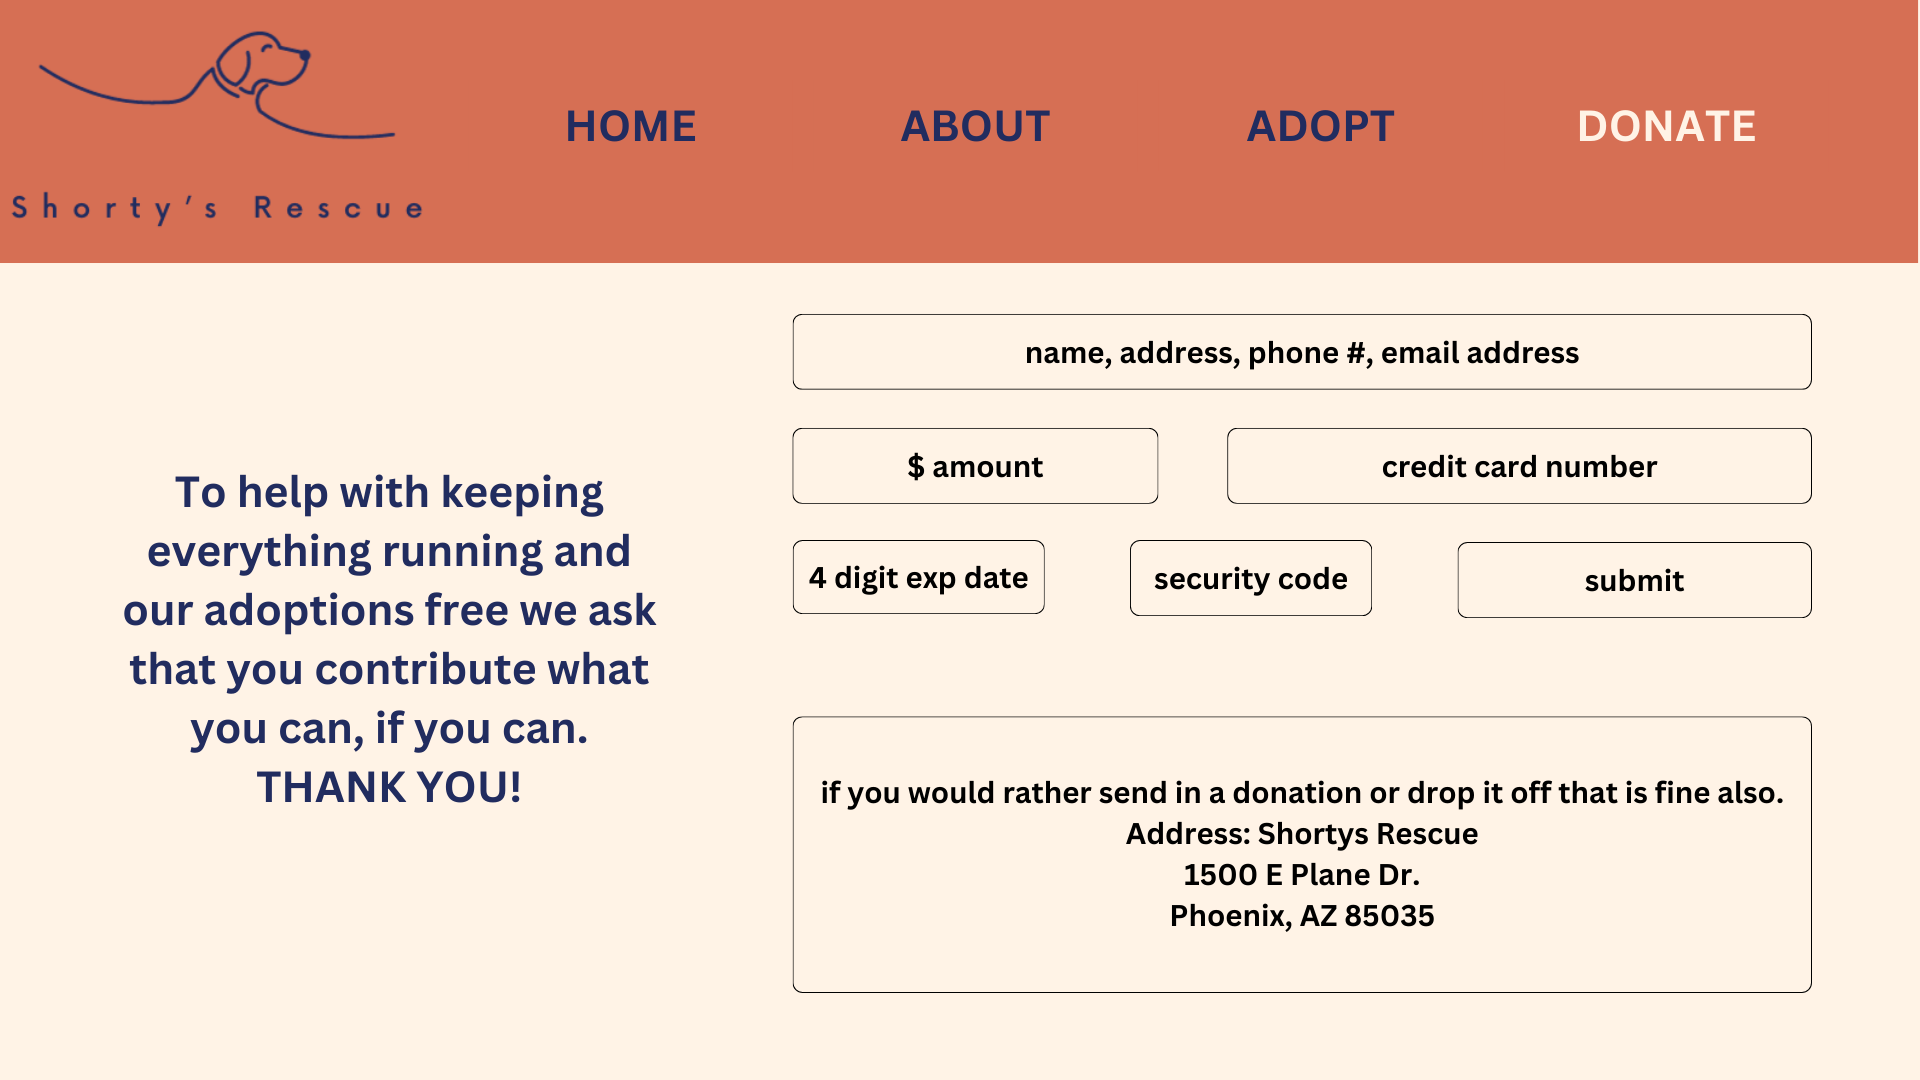 Shorty's Rescue
HOME
ABOUT
ADOPT
DONATE
To help with keeping
everything running and
our adoptions free we ask
that you contribute what
you can, if you can.
THANK YOU!
name, address, phone #, email address
$ amount
credit card number
4 digit exp date
security code
submit
if you would rather send in a donation or drop it off that is fine also.
Address: Shortys Rescue
1500 E Plane Dr.
Phoenix, AZ 85035